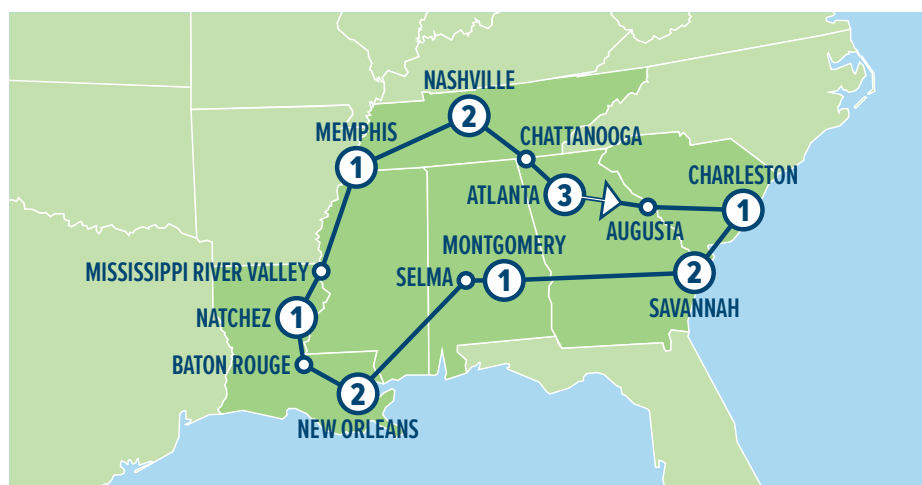 NASHVILLE
2
MEMPHIS
1
CHATTANOOGA
ATLANTA
3
CHARLESTON
1
AUGUSTA
MONTGOMERY
1
SELMA
2
SAVANNAH
MISSISSIPPI RIVER VALLEY
NATCHEZ
1
BATON ROUGE
2
NEW ORLEANS